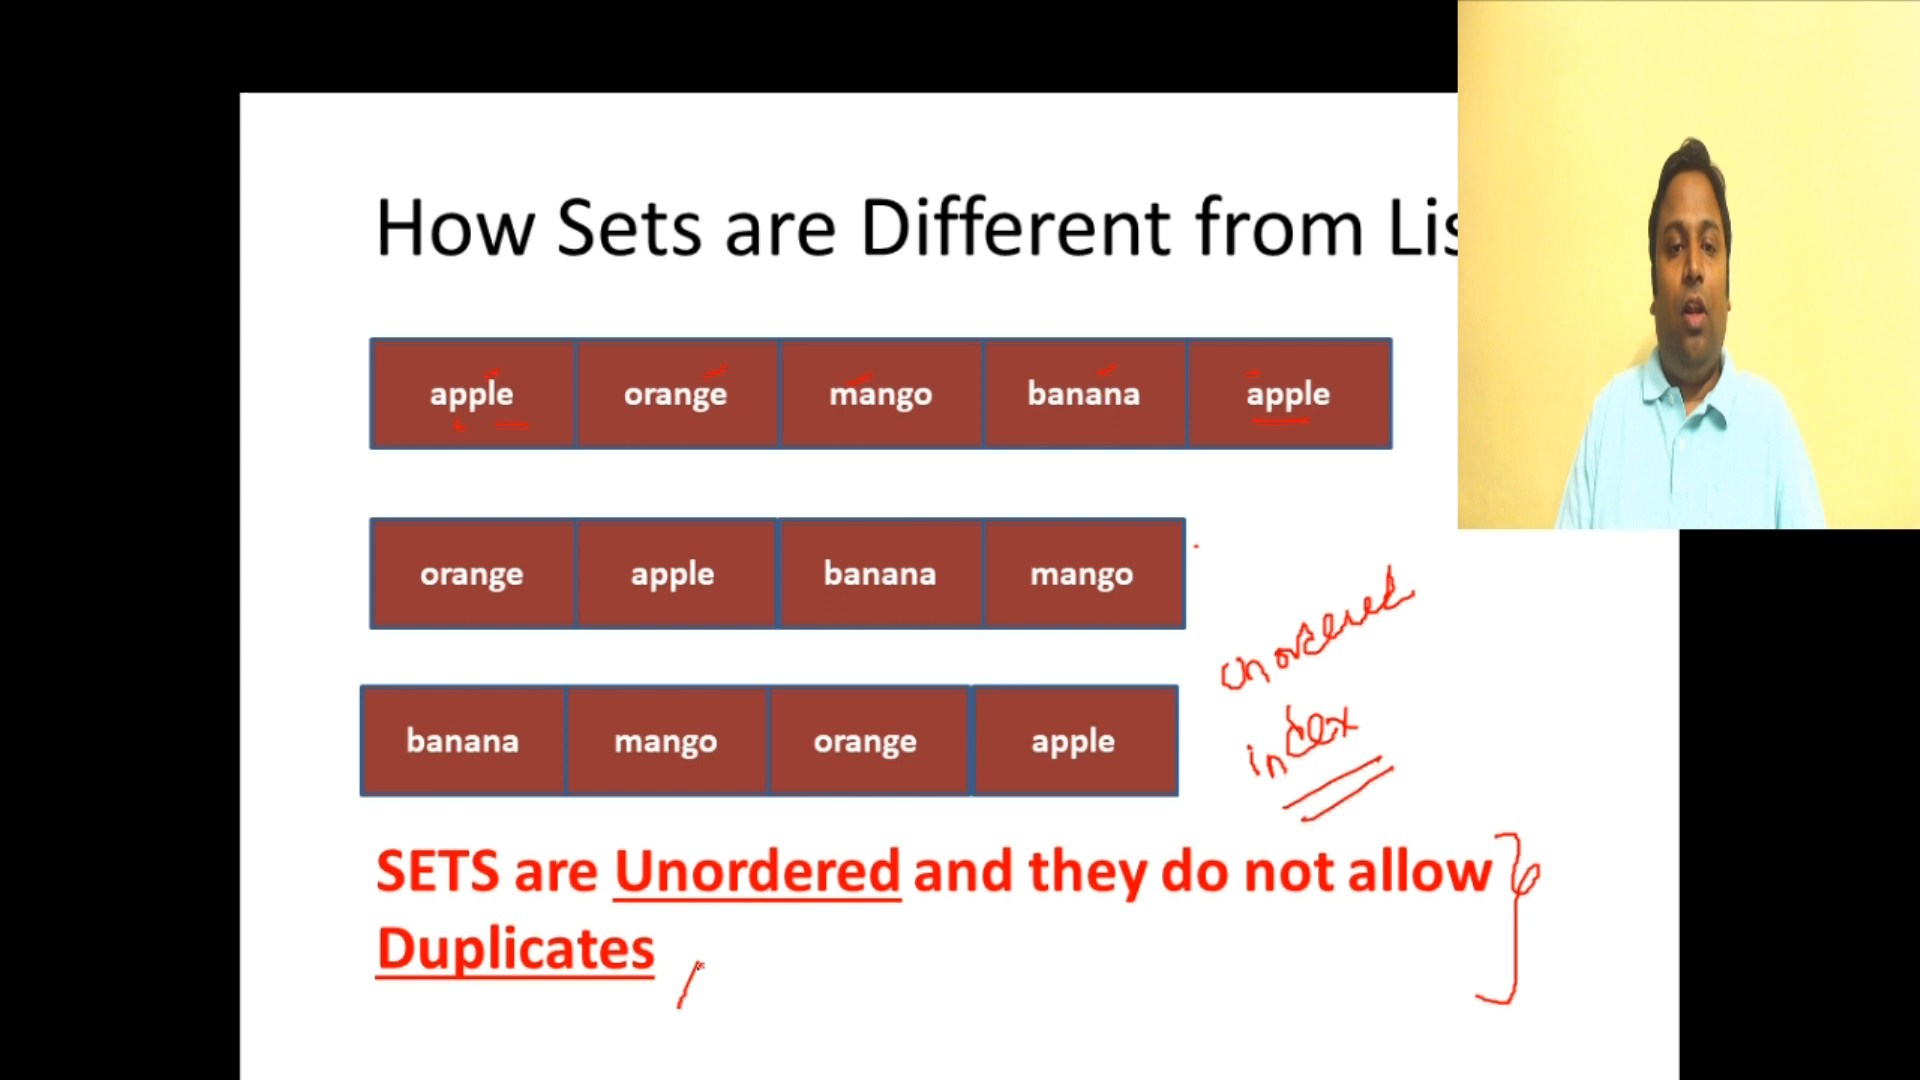 How Sets are Different from Lis
apple orange mango banana apple
orange apple banana mango
unordered
index
banana mango orange apple
SETS are Unordered and they do not allow
Duplicates